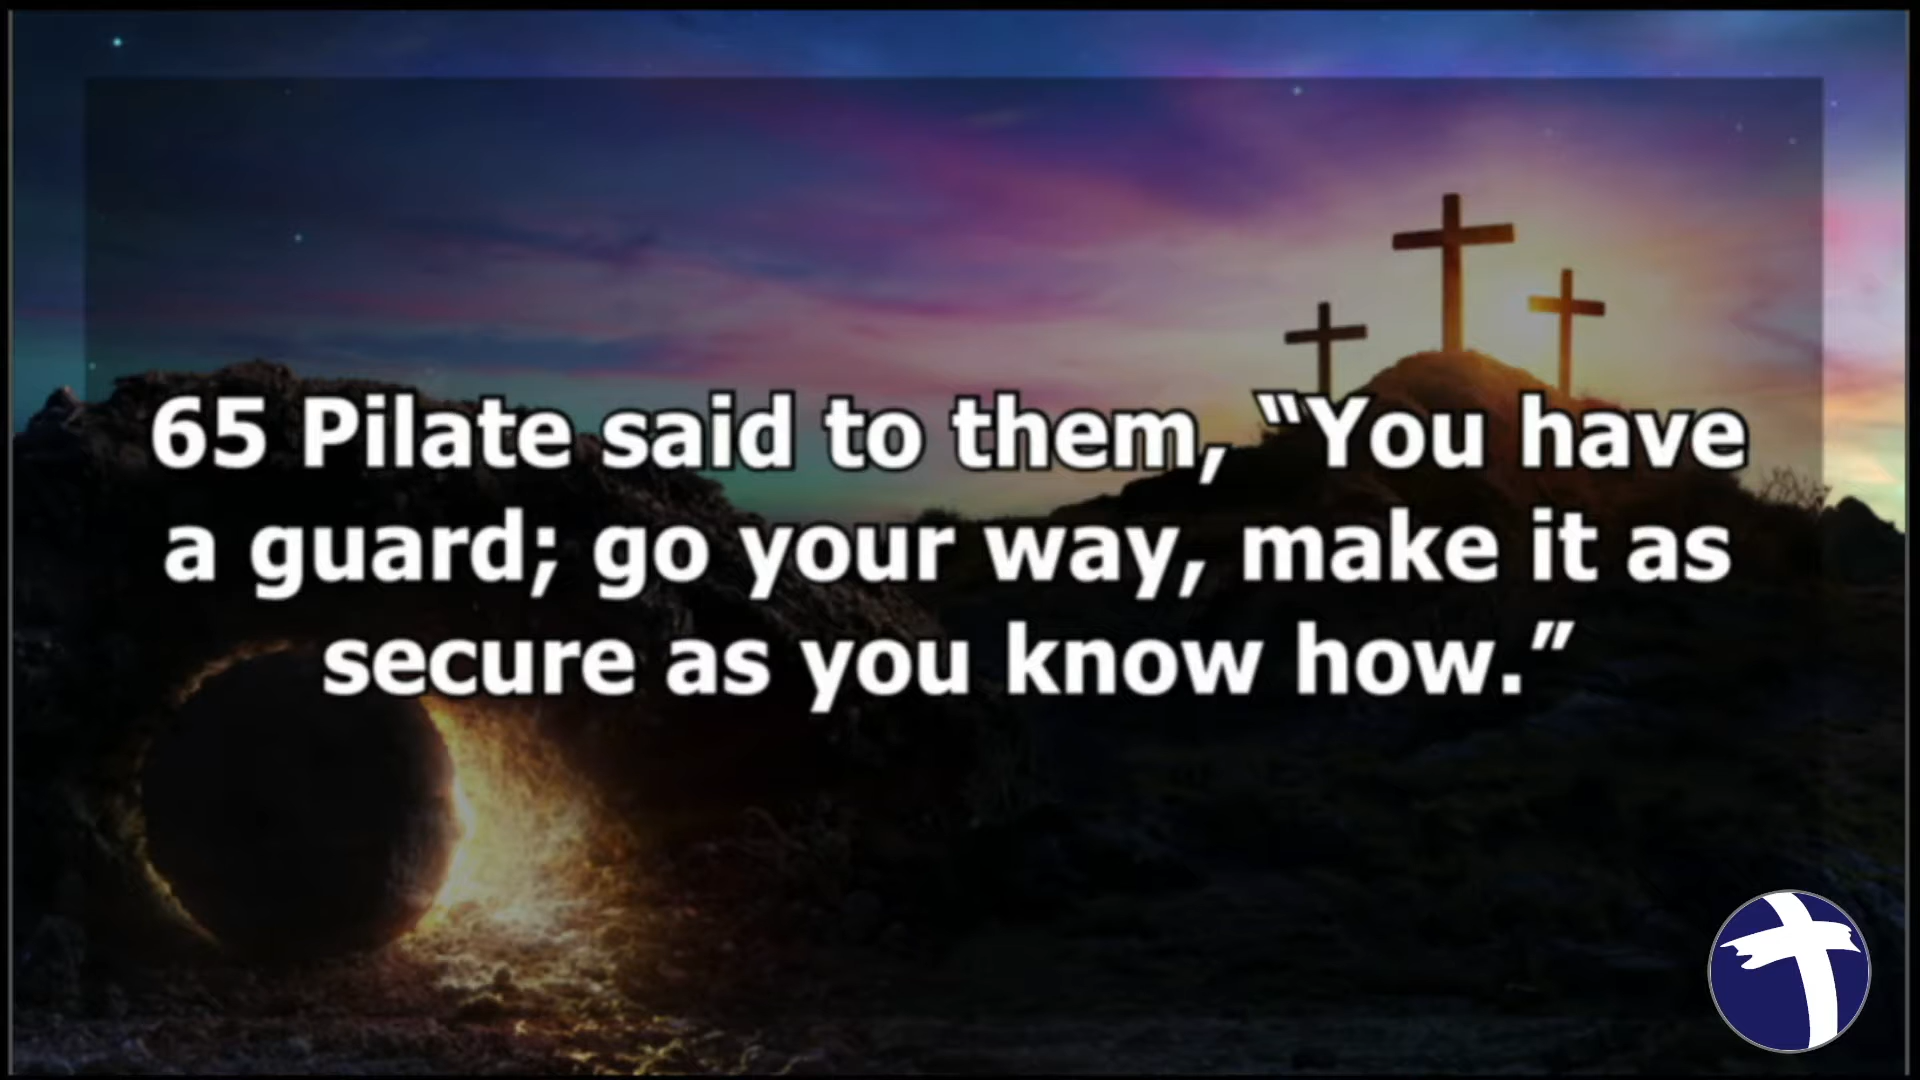 65 Pilate said to them, “You have
a guard; go your way, make it as
secure as you know how.”